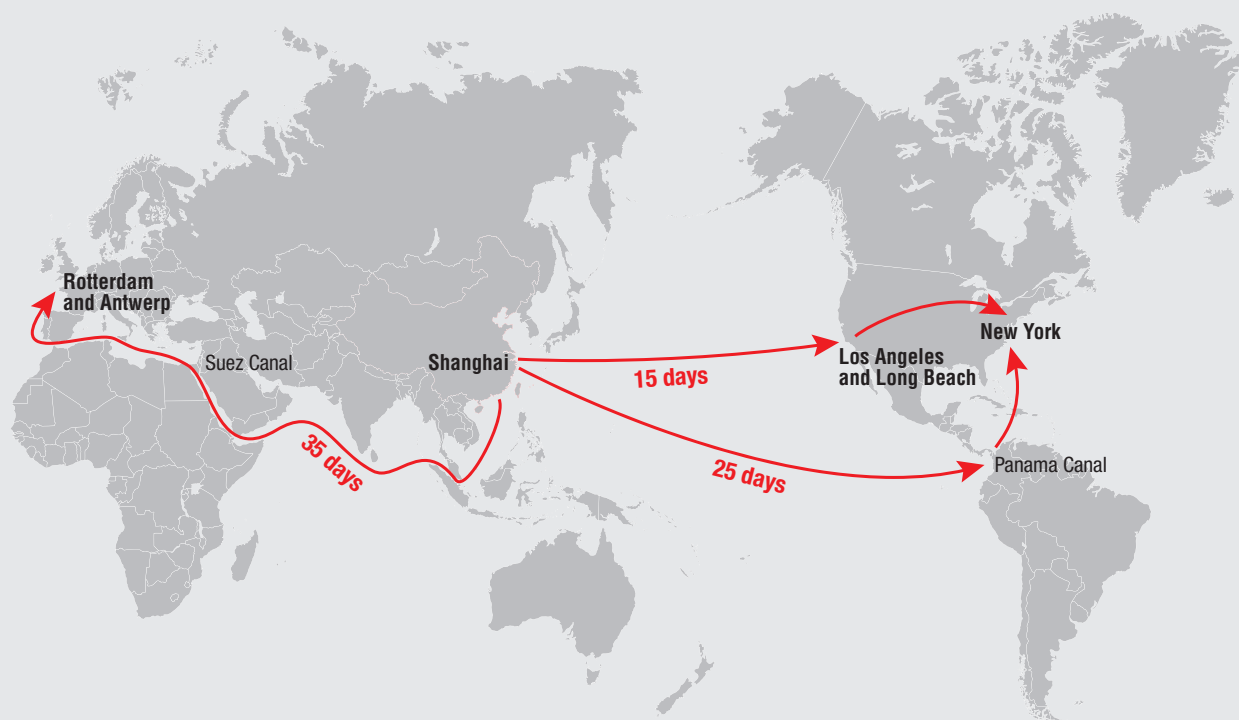 Rotterdam
and Antwerp
Suez Canal
Shanghai
35 days
15 days
25 days
Los Angeles
and Long Beach
New York
Panama Canal